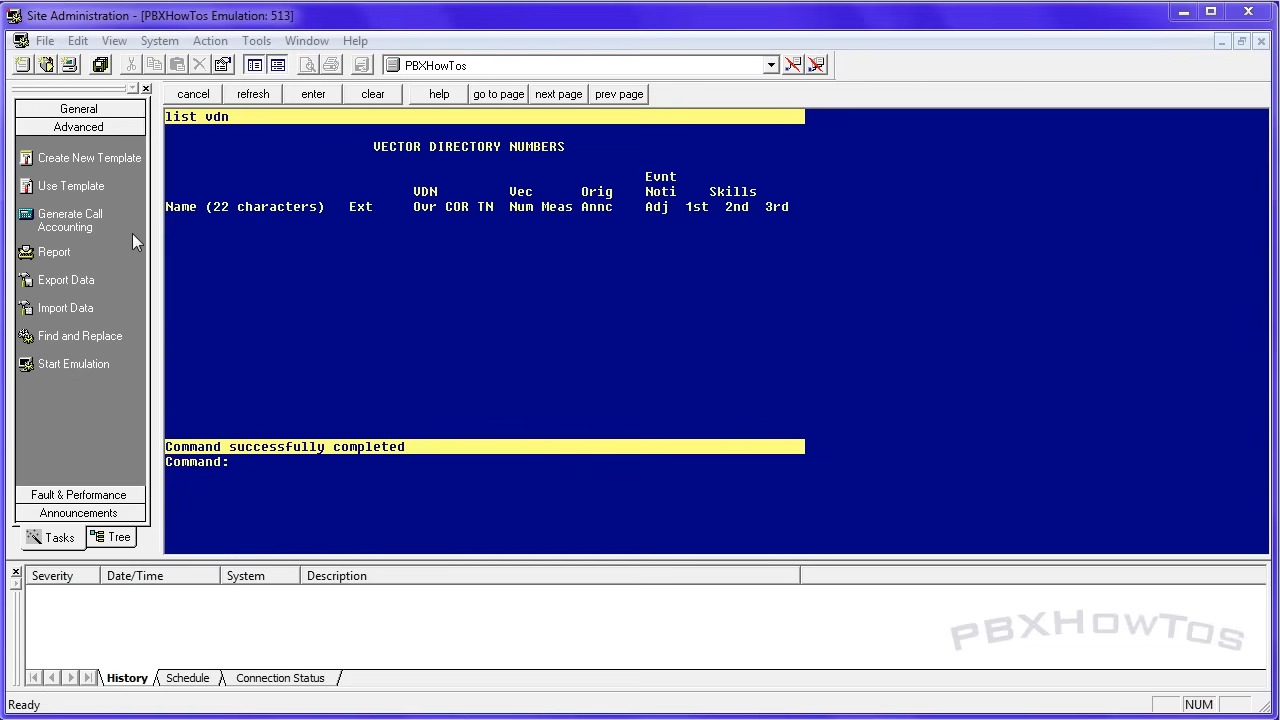 Site Administration - [PBXHowTos Emulation: 513]
File Edit View System Action Tools Window Help
PBXHowTos
cancel refresh enter clear help go to page next page prev page
General
Advanced
Create New Template
Use Template
Generate Call
Accounting
Report
Export Data
Import Data
Find and Replace
Start Emulation
Fault & Performance
Announcements
Tasks Tree
list vdn
VECTOR DIRECTORY NUMBERS
Evnt
VDN Vec Orig Noti Skills
Name (22 characters) Ext Ovr COR TN Num Meas Annc Adj 1st 2nd 3rd
Command successfully completed
Command:
Severity Date/Time System Description
PBXHowTos
History Schedule Connection Status
Ready NUM